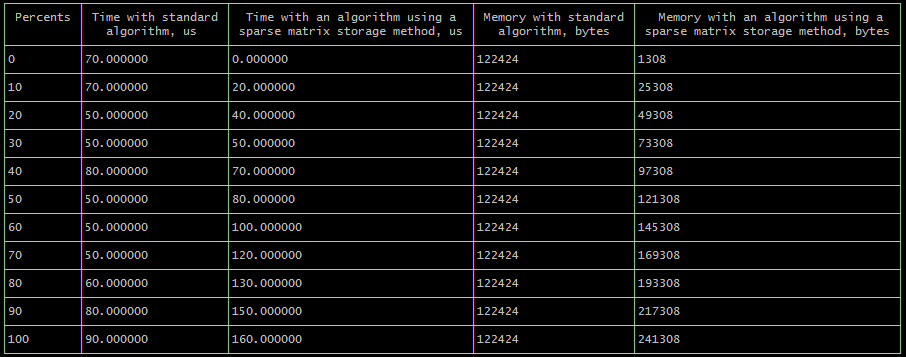 Percents Time with standard algorithm, us Time with an algorithm using a sparse matrix storage method, us Memory with standard algorithm, bytes Memory with an algorithm using a sparse matrix storage method, bytes
0 70.000000 0.000000 122424 1308
10 70.000000 20.000000 122424 25308
20 50.000000 40.000000 122424 49308
30 50.000000 50.000000 122424 73308
40 80.000000 70.000000 122424 97308
50 50.000000 80.000000 122424 121308
60 50.000000 100.000000 122424 145308
70 50.000000 120.000000 122424 169308
80 60.000000 130.000000 122424 193308
90 80.000000 150.000000 122424 217308
100 90.000000 160.000000 122424 241308